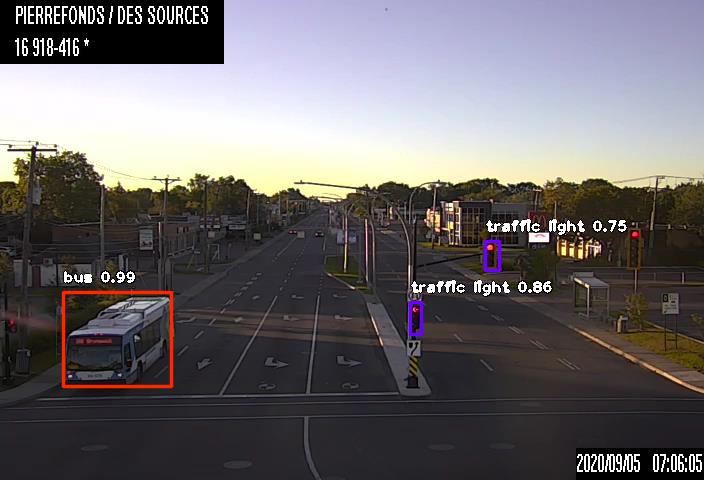 PIERREFONDS / DES SOURCES
16 918-416 *
traffic light 0.75
bus 0.99
traffic light 0.86
2020/09/05 07:06:05